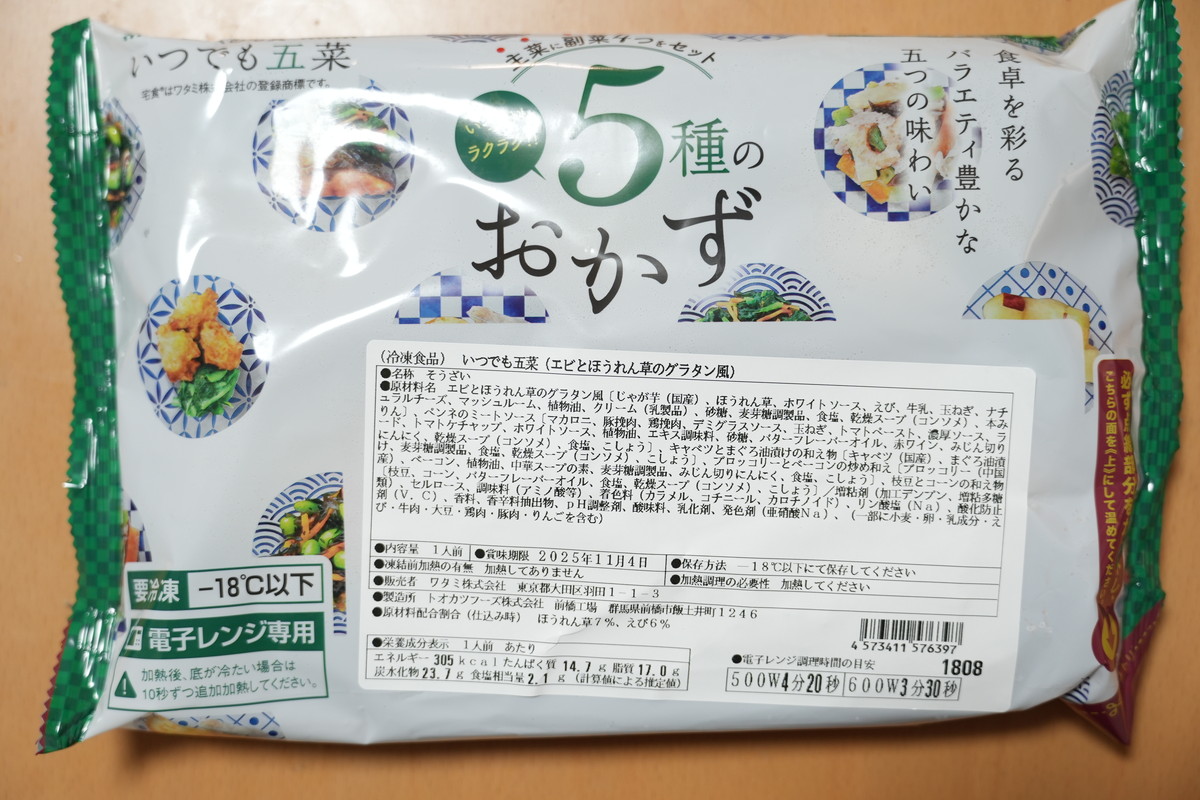 いつでも五菜
宅食®はワタミ株式会社の登録商標です。
主菜に副菜4つをセット
ラクラク!!
5種の
おかず
食卓を彩る
バラエティ豊かな
五つの味わい
(冷凍食品) いつでも五菜(エビとほうれん草のグラタン風)
●名称 そうざい
●原材料名 エビとほうれん草のグラタン風[じゃが芋(国産)、ほうれん草、ホワイトソース、えび、牛乳、玉ねぎ、ナチ
ュラルチーズ、マッシュルーム、植物油、クリーム(乳製品)、砂糖、麦芽糖調製品、食塩、乾燥スープ(コンソメ)、本み
りん]、ペンネのミートソース[マカロニ、豚挽肉、鶏挽肉、デミグラスソース、玉ねぎ、トマトペースト、濃厚ソース、ラ
ード、トマトケチャップ、ホワイトソース、植物油、エキス調味料、砂糖、バターフレーバーオイル、赤ワイン、みじん切り
にんにく、乾燥スープ(コンソメ)、食塩、こしょう]、キャベツとまぐろ油漬けの和え物[キャベツ(国産)、まぐろ油漬
け、麦芽糖調製品、食塩、乾燥スープ(コンソメ)、こしょう]、ブロッコリーとベーコンの炒め和え[ブロッコリー(中国
産)、ベーコン、植物油、中華スープの素、麦芽糖調製品、みじん切りにんにく、食塩、こしょう]、枝豆とコーンの和え物
[枝豆、コーン、バターフレーバーオイル、食塩、乾燥スープ(コンソメ)、こしょう]/増粘剤(加工デンプン、増粘多糖
類)、セルロース、調味料(アミノ酸等)、着色料(カラメル、コチニール、カロチノイド)、リン酸塩(Na)、酸化防止
剤(V.C)、香料、香辛料抽出物、pH調整剤、酸味料、乳化剤、発色剤(亜硝酸Na)、(一部に小麦・卵・乳成分・え
び・牛肉・大豆・鶏肉・豚肉・りんごを含む)
●内容量 1人前 ●賞味期限 2025年11月4日 ●保存方法 -18℃以下にて保存してください
●凍結前加熱の有無 加熱してありません ●加熱調理の必要性 加熱してください
●販売者 ワタミ株式会社 東京都大田区羽田1-1-3
●製造所 トオカツフーズ株式会社 前橋工場 群馬県前橋市飯土井町1246
●原材料配合割合(仕込み時) ほうれん草7%、えび6%
4 573411 576397
●栄養成分表示 1人前 あたり
エネルギー 305kcal たんぱく質 14.7g 脂質 17.0g
炭水化物 23.7g 食塩相当量 2.1g (計算値による推定値)
●電子レンジ調理時間の目安 1808
500W 4分20秒 600W 3分30秒
要冷凍 -18℃以下
電子レンジ専用
加熱後、底が冷たい場合は
10秒ずつ追加加熱してください。
こちらの面を《上》にして温めてください